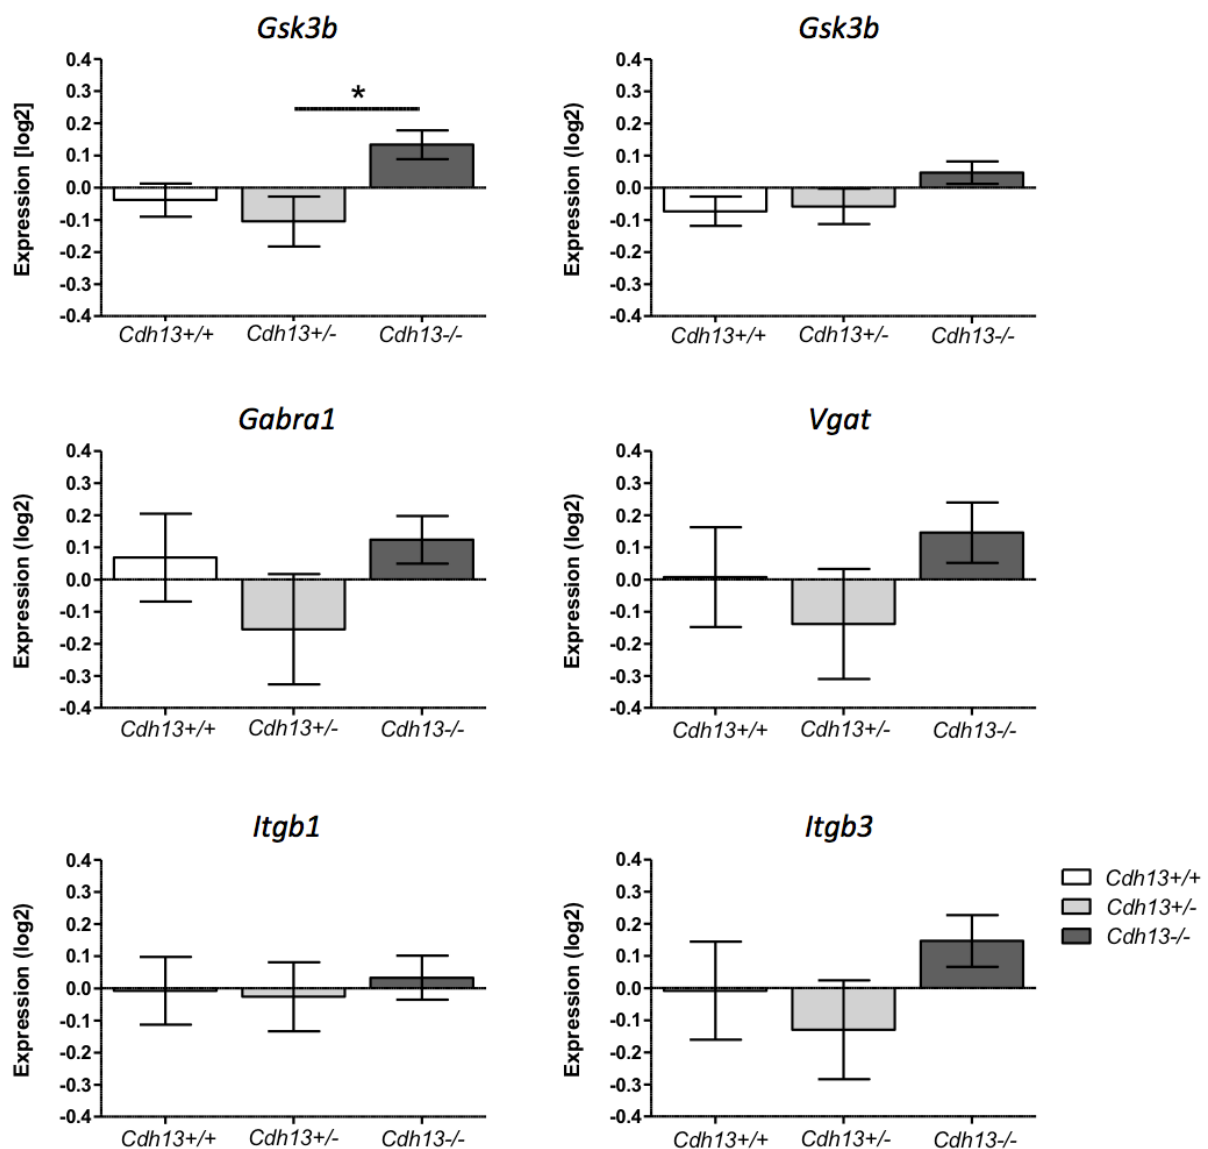 Gsk3b
Expression [log2]
0.4
0.3
0.2
0.1
0.0
-0.1
-0.2
-0.3
-0.4
*
Cdh13+/+ Cdh13+/- Cdh13-/-
Gsk3b
Expression (log2)
0.4
0.3
0.2
0.1
0.0
-0.1
-0.2
-0.3
-0.4
Cdh13+/+ Cdh13+/- Cdh13-/-
Gabra1
Expression (log2)
0.4
0.3
0.2
0.1
0.0
-0.1
-0.2
-0.3
-0.4
Cdh13+/+ Cdh13+/- Cdh13-/-
Vgat
Expression (log2)
0.4
0.3
0.2
0.1
0.0
-0.1
-0.2
-0.3
-0.4
Cdh13+/+ Cdh13+/- Cdh13-/-
Itgb1
Expression (log2)
0.4
0.3
0.2
0.1
0.0
-0.1
-0.2
-0.3
-0.4
Cdh13+/+ Cdh13+/- Cdh13-/-
Itgb3
Expression (log2)
0.4
0.3
0.2
0.1
0.0
-0.1
-0.2
-0.3
-0.4
Cdh13+/+ Cdh13+/- Cdh13-/-
Cdh13+/+
Cdh13+/-
Cdh13-/-